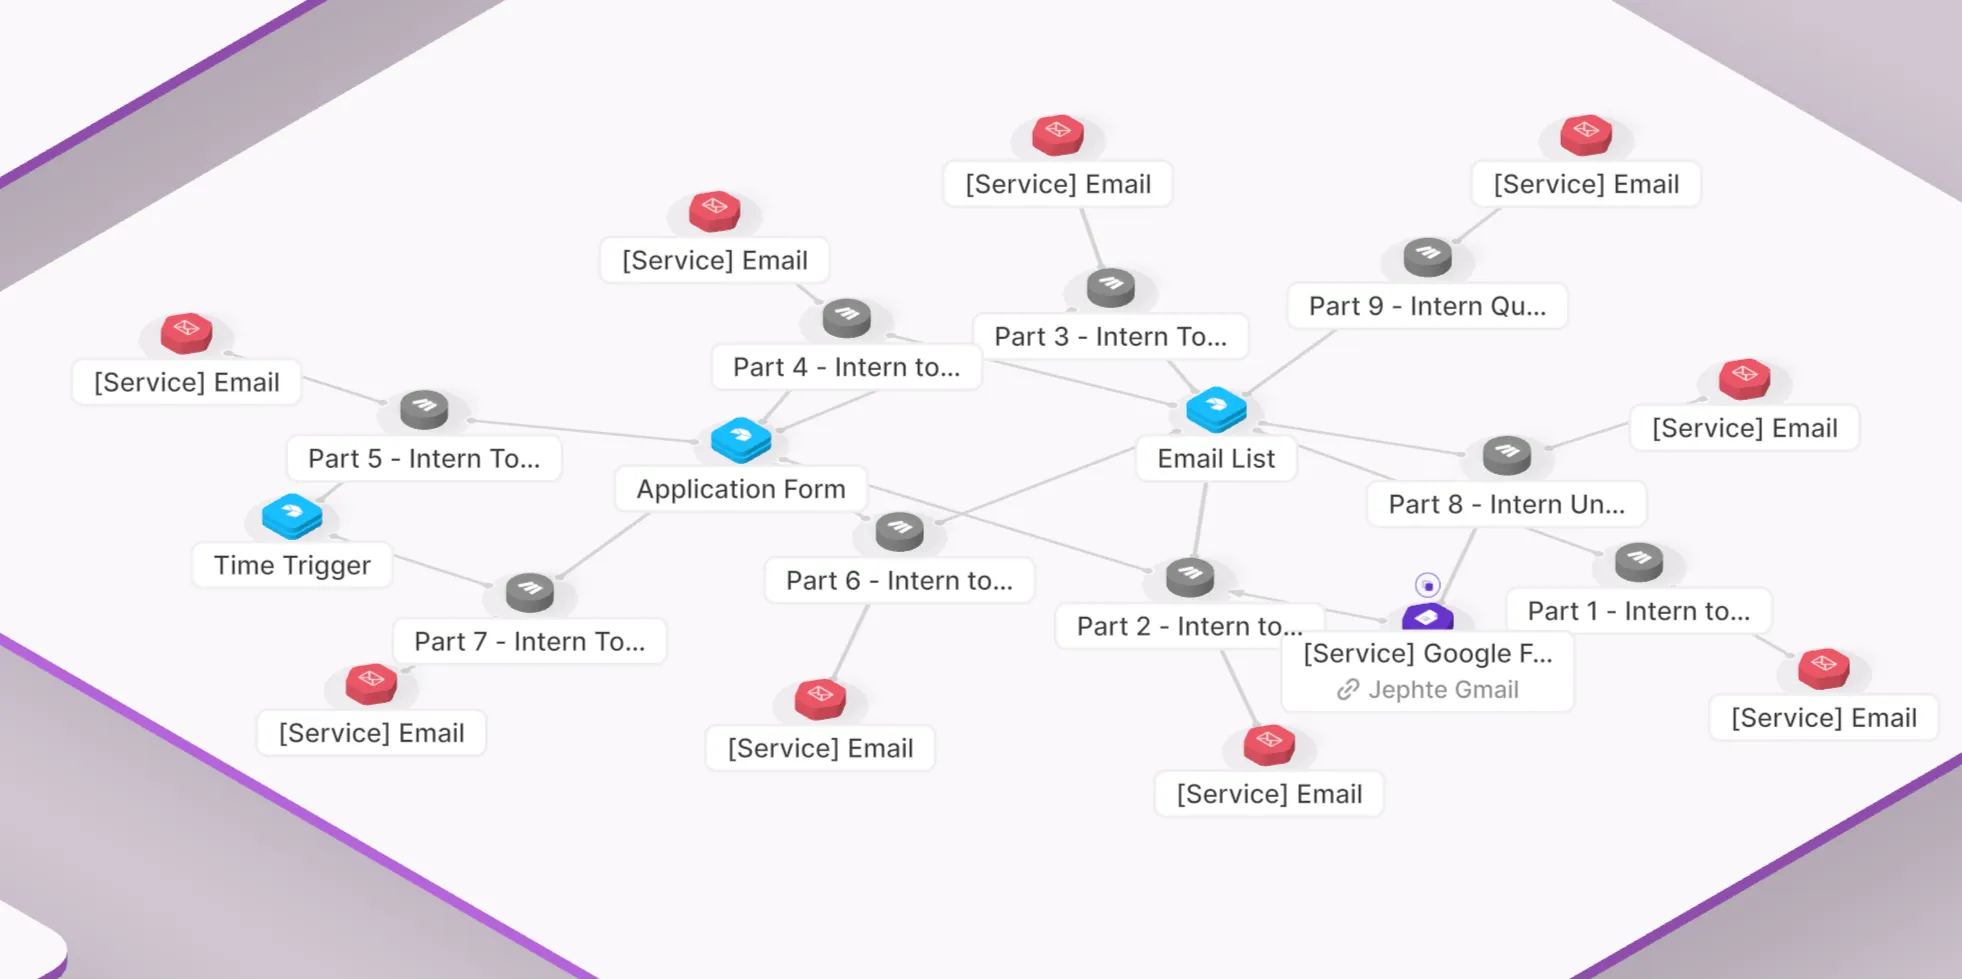 [Service] Email
[Service] Email
[Service] Email
Part 9 - Intern Qu...
Part 3 - Intern To...
Part 4 - Intern to...
[Service] Email
[Service] Email
Part 5 - Intern To...
Email List
Application Form
Part 8 - Intern Un...
Time Trigger
Part 6 - Intern to...
Part 1 - Intern to...
Part 2 - Intern to...
Part 7 - Intern To...
[Service] Google F...
Jephte Gmail
[Service] Email
[Service] Email
[Service] Email
[Service] Email